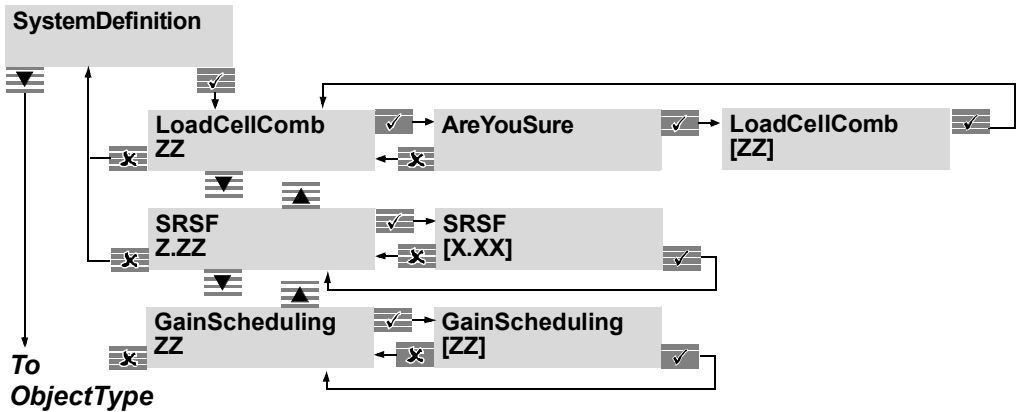 SystemDefinition
LoadCellComb
ZZ
AreYouSure
LoadCellComb
[ZZ]
SRSF
Z.ZZ
SRSF
[X.XX]
GainScheduling
ZZ
GainScheduling
[ZZ]
To
ObjectType